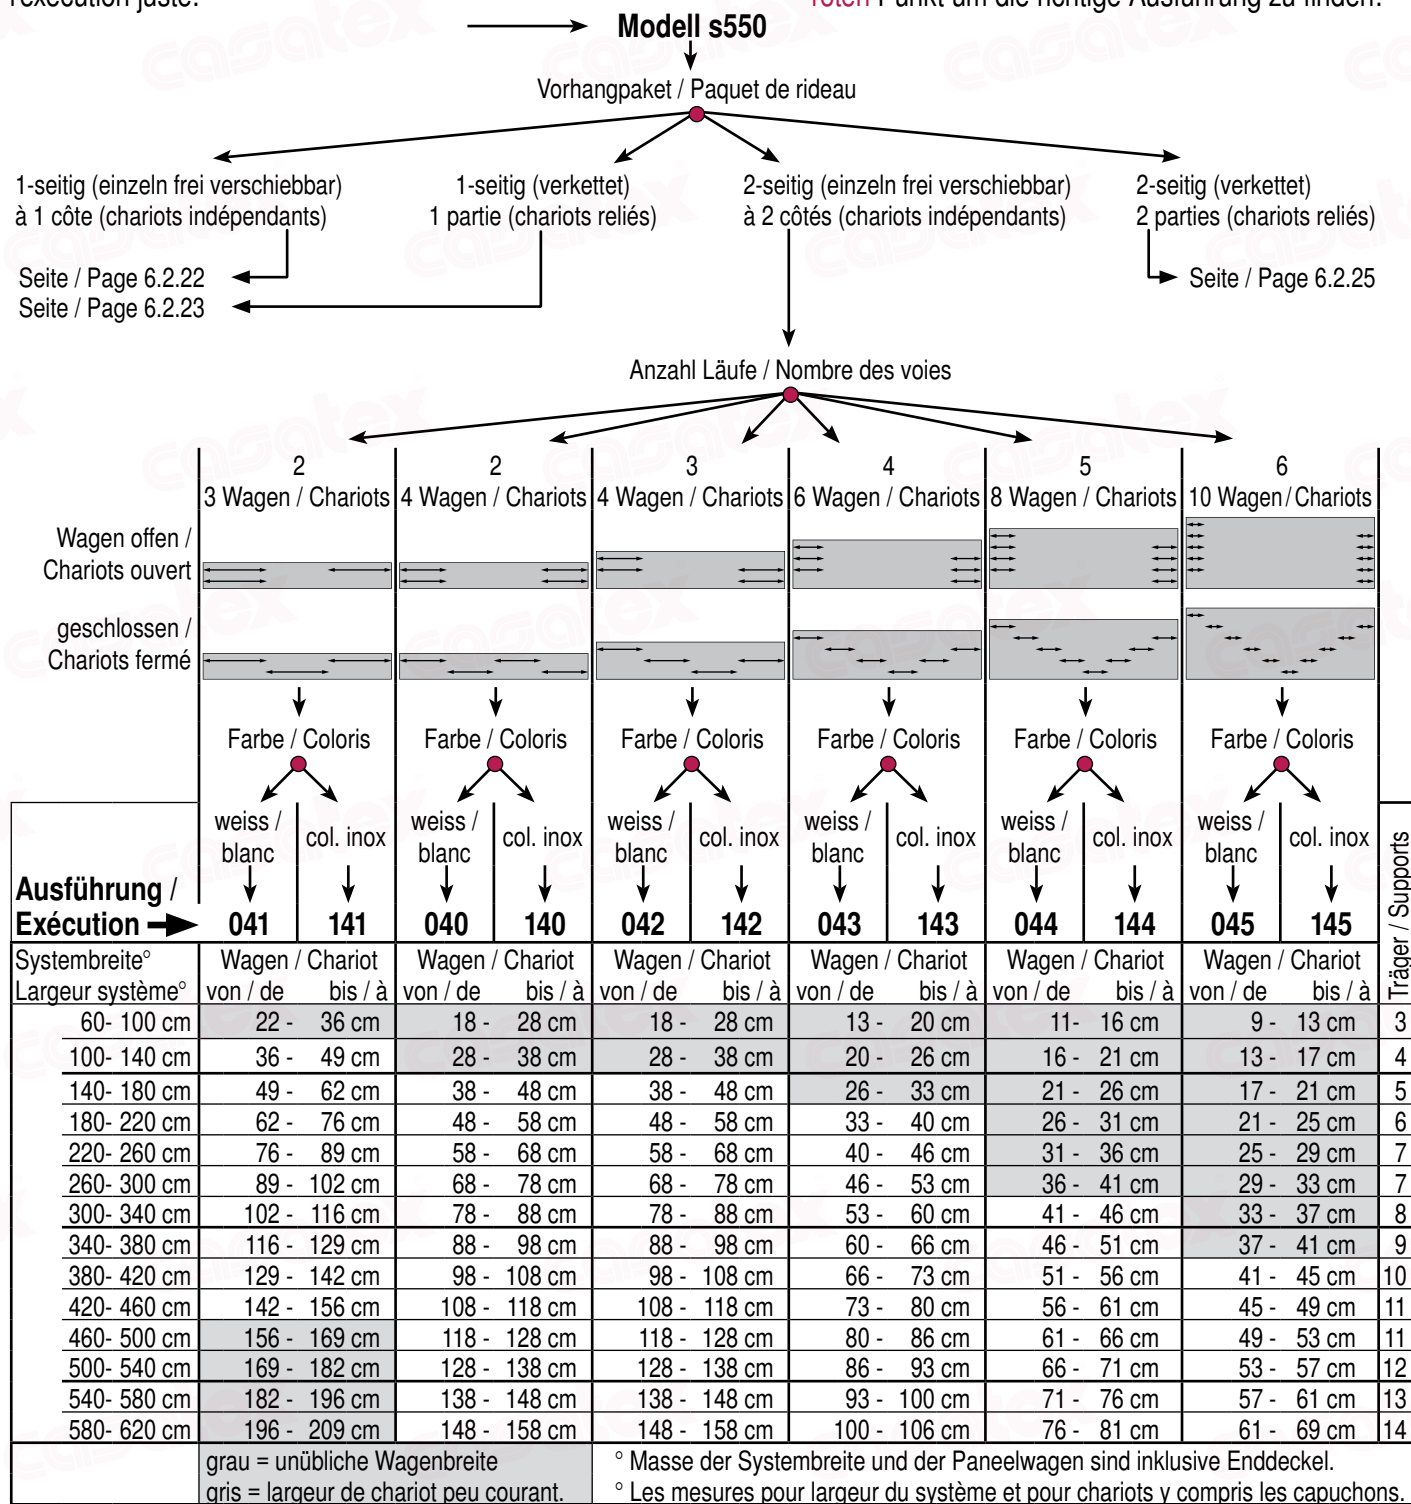 l'exécution juste.
roten Punkt um die richtige Ausführung zu finden.
Modell s550
Vorhangpaket / Paquet de rideau
1-seitig (einzeln frei verschiebbar)
à 1 côte (chariots indépendants)
1-seitig (verkettet)
1 partie (chariots reliés)
2-seitig (einzeln frei verschiebbar)
à 2 côtés (chariots indépendants)
2-seitig (verkettet)
2 parties (chariots reliés)
Seite / Page 6.2.22
Seite / Page 6.2.23
Seite / Page 6.2.25
Anzahl Läufe / Nombre des voies
2 2 3 4 5 6
3 Wagen / Chariots 4 Wagen / Chariots 4 Wagen / Chariots 6 Wagen / Chariots 8 Wagen / Chariots 10 Wagen / Chariots
Wagen offen /
Chariots ouvert
geschlossen /
Chariots fermé
Farbe / Coloris Farbe / Coloris Farbe / Coloris Farbe / Coloris Farbe / Coloris Farbe / Coloris
weiss / blanc col. inox weiss / blanc col. inox weiss / blanc col. inox weiss / blanc col. inox weiss / blanc col. inox weiss / blanc col. inox
Träger / Supports
Ausführung /
Exécution 041 141 040 140 042 142 043 143 044 144 045 145
Systembreite° Wagen / Chariot Wagen / Chariot Wagen / Chariot Wagen / Chariot Wagen / Chariot Wagen / Chariot
Largeur système° von / de bis / à von / de bis / à von / de bis / à von / de bis / à von / de bis / à von / de bis / à
60- 100 cm 22 - 36 cm 18 - 28 cm 18 - 28 cm 13 - 20 cm 11- 16 cm 9 - 13 cm 3
100- 140 cm 36 - 49 cm 28 - 38 cm 28 - 38 cm 20 - 26 cm 16 - 21 cm 13 - 17 cm 4
140- 180 cm 49 - 62 cm 38 - 48 cm 38 - 48 cm 26 - 33 cm 21 - 26 cm 17 - 21 cm 5
180- 220 cm 62 - 76 cm 48 - 58 cm 48 - 58 cm 33 - 40 cm 26 - 31 cm 21 - 25 cm 6
220- 260 cm 76 - 89 cm 58 - 68 cm 58 - 68 cm 40 - 46 cm 31 - 36 cm 25 - 29 cm 7
260- 300 cm 89 - 102 cm 68 - 78 cm 68 - 78 cm 46 - 53 cm 36 - 41 cm 29 - 33 cm 7
300- 340 cm 102 - 116 cm 78 - 88 cm 78 - 88 cm 53 - 60 cm 41 - 46 cm 33 - 37 cm 8
340- 380 cm 116 - 129 cm 88 - 98 cm 88 - 98 cm 60 - 66 cm 46 - 51 cm 37 - 41 cm 9
380- 420 cm 129 - 142 cm 98 - 108 cm 98 - 108 cm 66 - 73 cm 51 - 56 cm 41 - 45 cm 10
420- 460 cm 142 - 156 cm 108 - 118 cm 108 - 118 cm 73 - 80 cm 56 - 61 cm 45 - 49 cm 11
460- 500 cm 156 - 169 cm 118 - 128 cm 118 - 128 cm 80 - 86 cm 61 - 66 cm 49 - 53 cm 11
500- 540 cm 169 - 182 cm 128 - 138 cm 128 - 138 cm 86 - 93 cm 66 - 71 cm 53 - 57 cm 12
540- 580 cm 182 - 196 cm 138 - 148 cm 138 - 148 cm 93 - 100 cm 71 - 76 cm 57 - 61 cm 13
580- 620 cm 196 - 209 cm 148 - 158 cm 148 - 158 cm 100 - 106 cm 76 - 81 cm 61 - 69 cm 14
grau = unübliche Wagenbreite
gris = largeur de chariot peu courant.
° Masse der Systembreite und der Paneelwagen sind inklusive Enddeckel.
° Les mesures pour largeur du système et pour chariots y compris les capuchons.